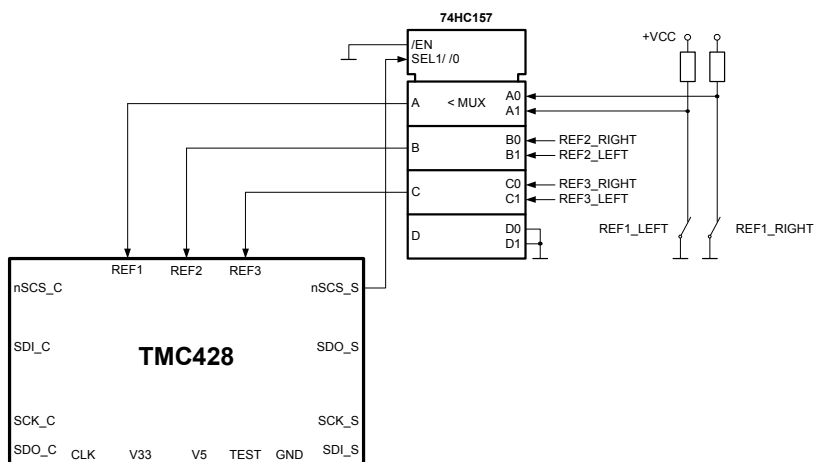 74HC157
/EN
SEL1/ /0
+VCC
A
< MUX
A0
A1
B
B0
B1
REF2_RIGHT
REF2_LEFT
C
C0
C1
REF3_RIGHT
REF3_LEFT
D
D0
D1
REF1_LEFT
REF1_RIGHT
REF1
REF2
REF3
nSCS_C
nSCS_S
SDI_C
TMC428
SDO_S
SCK_C
SCK_S
SDO_C
CLK
V33
V5
TEST
GND
SDI_S